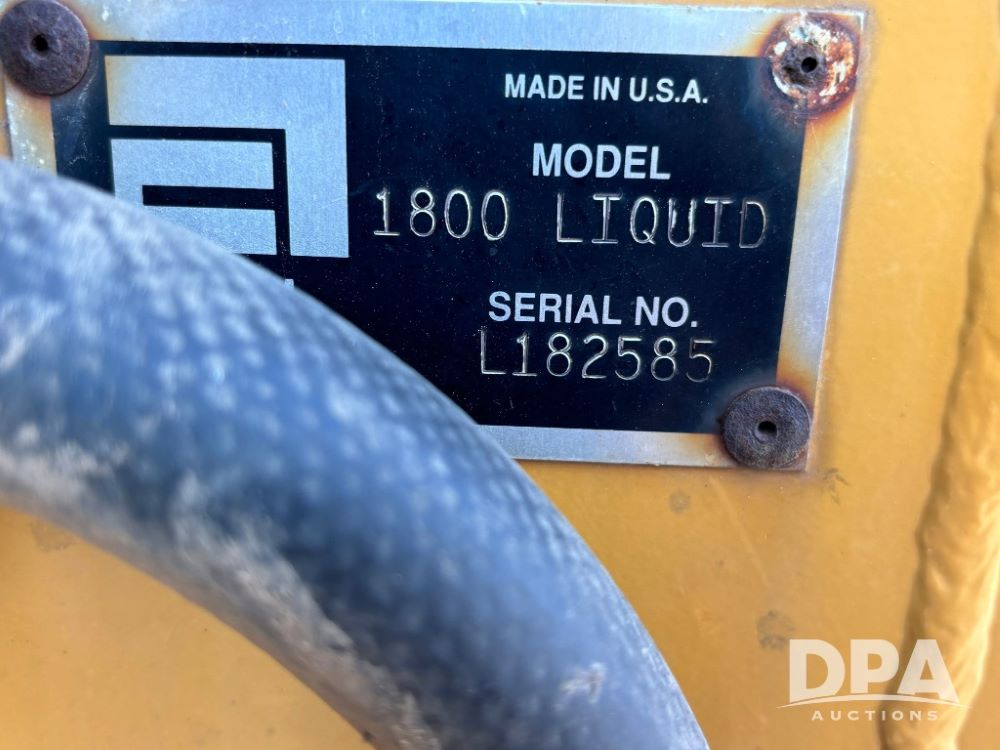 MADE IN U.S.A.
MODEL
1800 LIQUID
SERIAL NO.
L182585
DPA
AUCTIONS